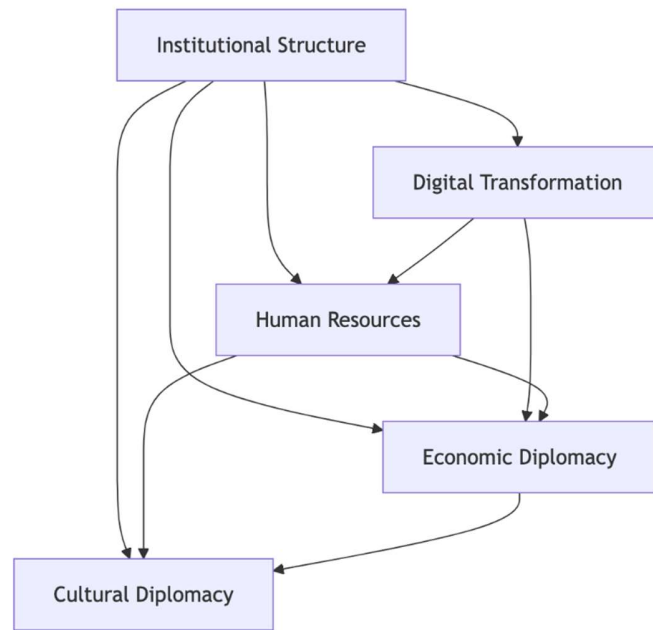 Institutional Structure
Digital Transformation
Human Resources
Economic Diplomacy
Cultural Diplomacy